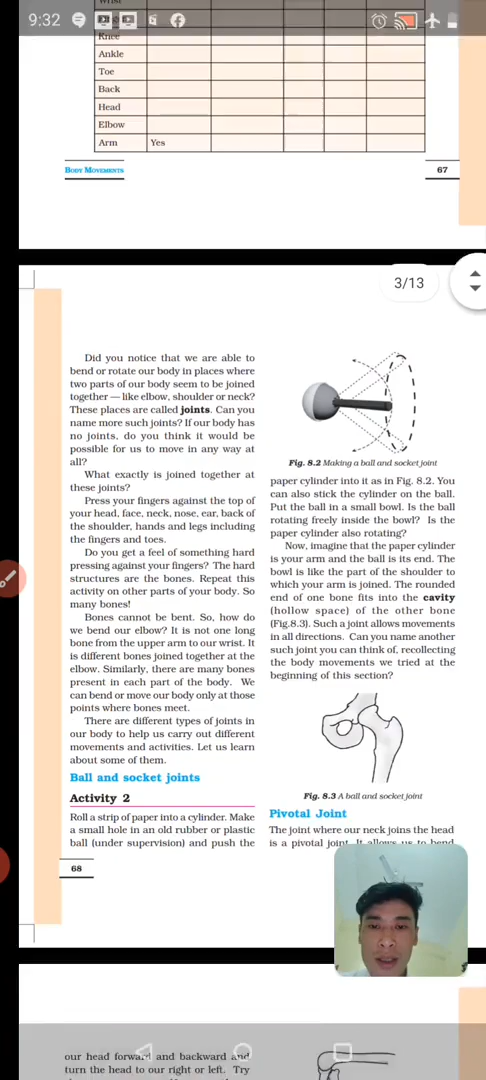 9:32
Knee
Ankle
Toe
Back
Head
Elbow
Arm Yes
BODY MOVEMENTS
67
3/13
Did you notice that we are able to
bend or rotate our body in places where
two parts of our body seem to be joined
together — like elbow, shoulder or neck?
These places are called joints. Can you
name more such joints? If our body has
no joints, do you think it would be
possible for us to move in any way at
all?
What exactly is joined together at
these joints?
Press your fingers against the top of
your head, face, neck, nose, ear, back of
the shoulder, hands and legs including
the fingers and toes.
Do you get a feel of something hard
pressing against your fingers? The hard
structures are the bones. Repeat this
activity on other parts of your body. So
many bones!
Bones cannot be bent. So, how do
we bend our elbow? It is not one long
bone from the upper arm to our wrist. It
is different bones joined together at the
elbow. Similarly, there are many bones
present in each part of the body. We
can bend or move our body only at those
points where bones meet.
There are different types of joints in
our body to help us carry out different
movements and activities. Let us learn
about some of them.
Ball and socket joints
Activity 2
Roll a strip of paper into a cylinder. Make
a small hole in an old rubber or plastic
ball (under supervision) and push the
68
Fig. 8.2 Making a ball and socket joint
paper cylinder into it as in Fig. 8.2. You
can also stick the cylinder on the ball.
Put the ball in a small bowl. Is the ball
rotating freely inside the bowl? Is the
paper cylinder also rotating?
Now, imagine that the paper cylinder
is your arm and the ball is its end. The
bowl is like the part of the shoulder to
which your arm is joined. The rounded
end of one bone fits into the cavity
(hollow space) of the other bone
(Fig.8.3). Such a joint allows movements
in all directions. Can you name another
such joint you can think of, recollecting
the body movements we tried at the
beginning of this section?
Fig. 8.3 A ball and socket joint
Pivotal Joint
The joint where our neck joins the head
is a pivotal joint. It allows us to bend
our head forward and backward and
turn the head to our right or left. Try